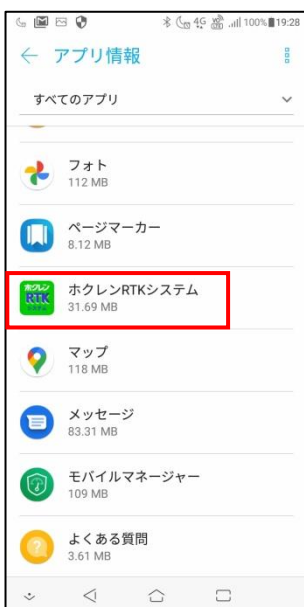 4G 100% 19:28
アプリ情報
すべてのアプリ
フォト
112 MB
ページマーカー
8.12 MB
ホクレン
RTK
システム
ホクレンRTKシステム
31.69 MB
マップ
118 MB
メッセージ
83.31 MB
モバイルマネージャー
109 MB
よくある質問
3.61 MB